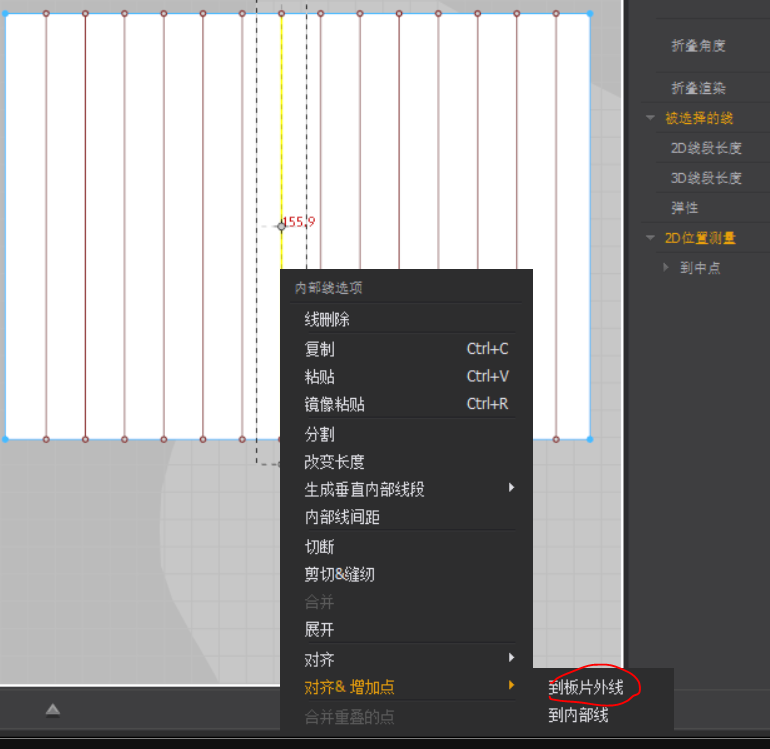 折叠角度
折叠渲染
被选择的线
2D线段长度
3D线段长度
弹性
2D位置测量
到中点
155.9
内部线选项
线删除
复制 Ctrl+C
粘贴 Ctrl+V
镜像粘贴 Ctrl+R
分割
改变长度
生成垂直内部线段
内部线间距
切断
剪切&缝纫
合并
展开
对齐
对齐& 增加点
到板片外线
到内部线
合并重叠的点